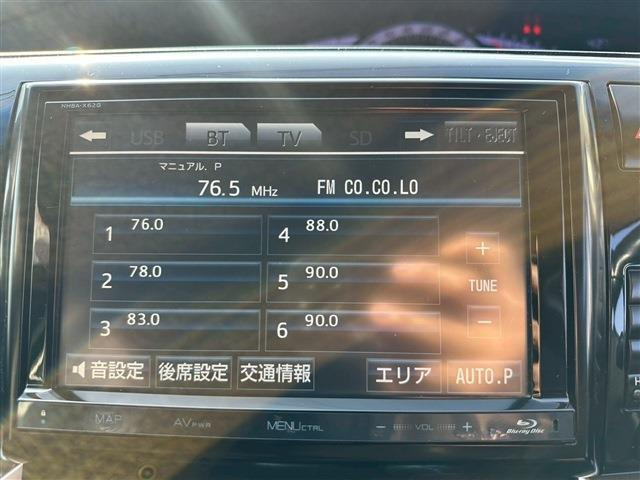 NHBA-X62G
USB BT TV SD TILT・EJECT
マニュアル. P
76.5 MHz FM CO.CO.LO
1 76.0 4 88.0
2 78.0 5 90.0 TUNE
3 83.0 6 90.0
音設定 後席設定 交通情報 エリア AUTO.P
MAP AV PWR MENU CTRL − VOL + Blu-ray Disc